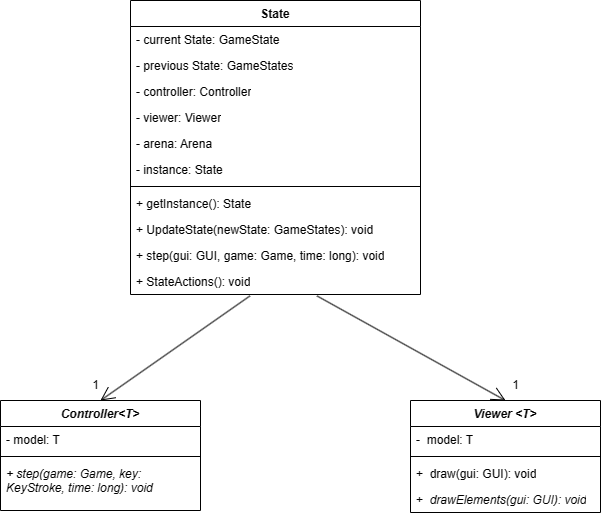 State
- current State: GameState
- previous State: GameStates
- controller: Controller
- viewer: Viewer
- arena: Arena
- instance: State
+ getInstance(): State
+ UpdateState(newState: GameStates): void
+ step(gui: GUI, game: Game, time: long): void
+ StateActions(): void
1
1
Controller<T>
- model: T
+ step(game: Game, key:
KeyStroke, time: long): void
Viewer <T>
- model: T
+ draw(gui: GUI): void
+ drawElements(gui: GUI): void